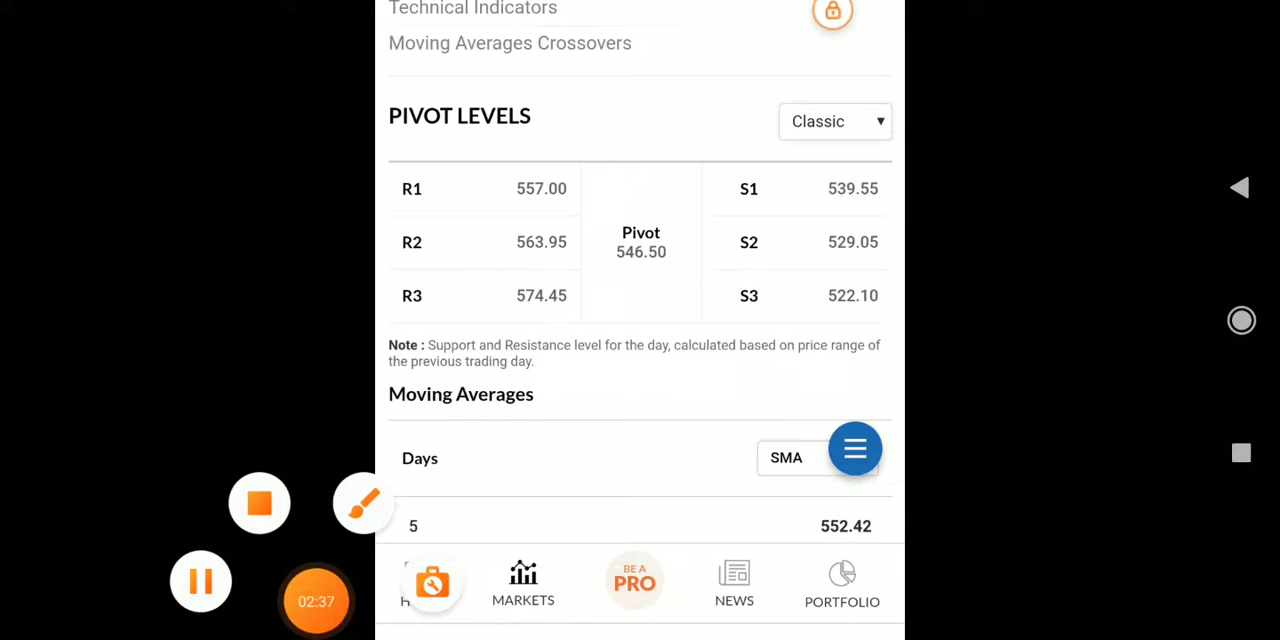 Technical Indicators
Moving Averages Crossovers
PIVOT LEVELS
Classic
R1 557.00
R2 563.95
R3 574.45
Pivot
546.50
S1 539.55
S2 529.05
S3 522.10
Note : Support and Resistance level for the day, calculated based on price range of
the previous trading day.
Moving Averages
Days
SMA
5 552.42
02:37
MARKETS
BE A
PRO
NEWS
PORTFOLIO